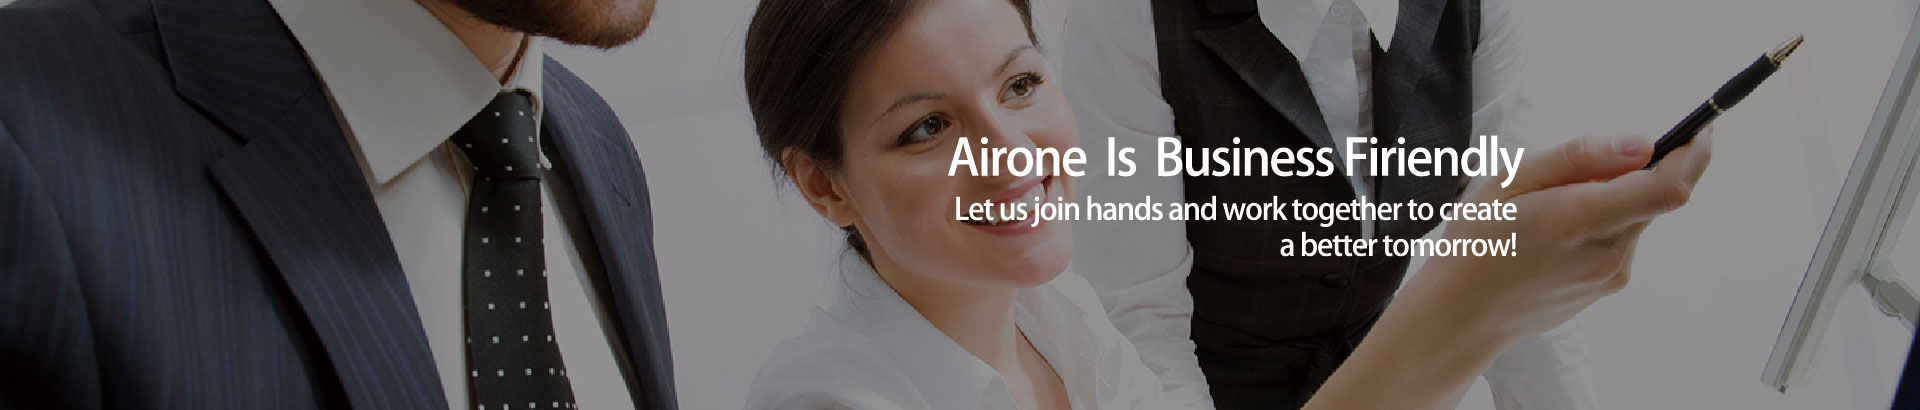 Airone Is Business Firiendly
Let us join hands and work together to create
a better tomorrow!